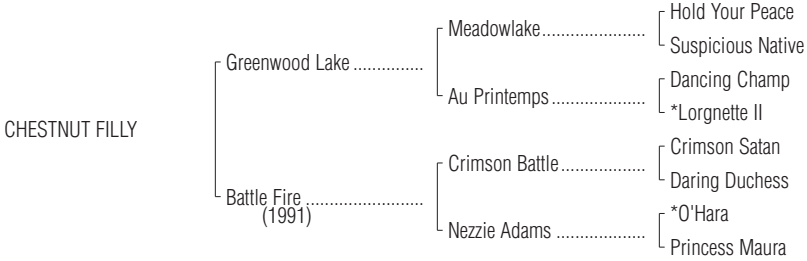 Hold Your Peace
Meadowlake......................
Suspicious Native
Greenwood Lake ...............
Dancing Champ
Au Printemps....................
*Lorgnette II
CHESTNUT FILLY
Crimson Satan
Crimson Battle..................
Daring Duchess
Battle Fire .........................
(1991)
*O'Hara
Nezzie Adams ...................
Princess Maura